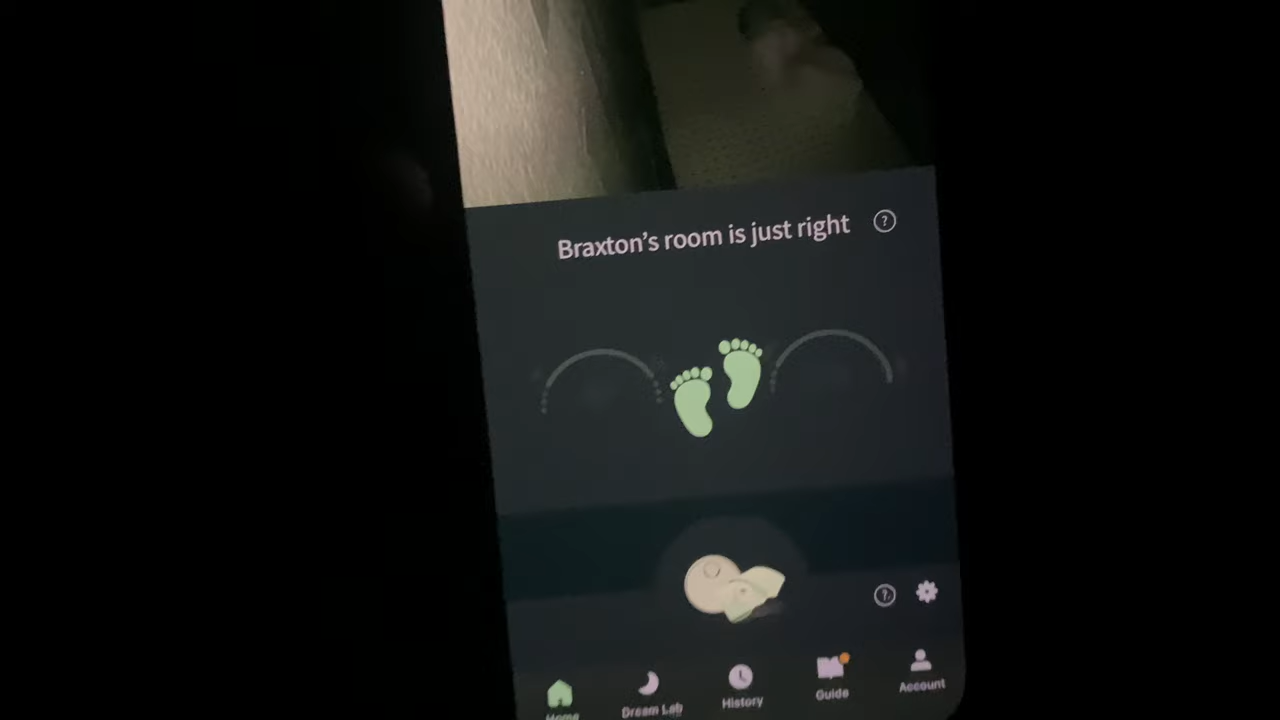 Braxton's room is just right
?
?
Home
Dream Lab
History
Guide
Account